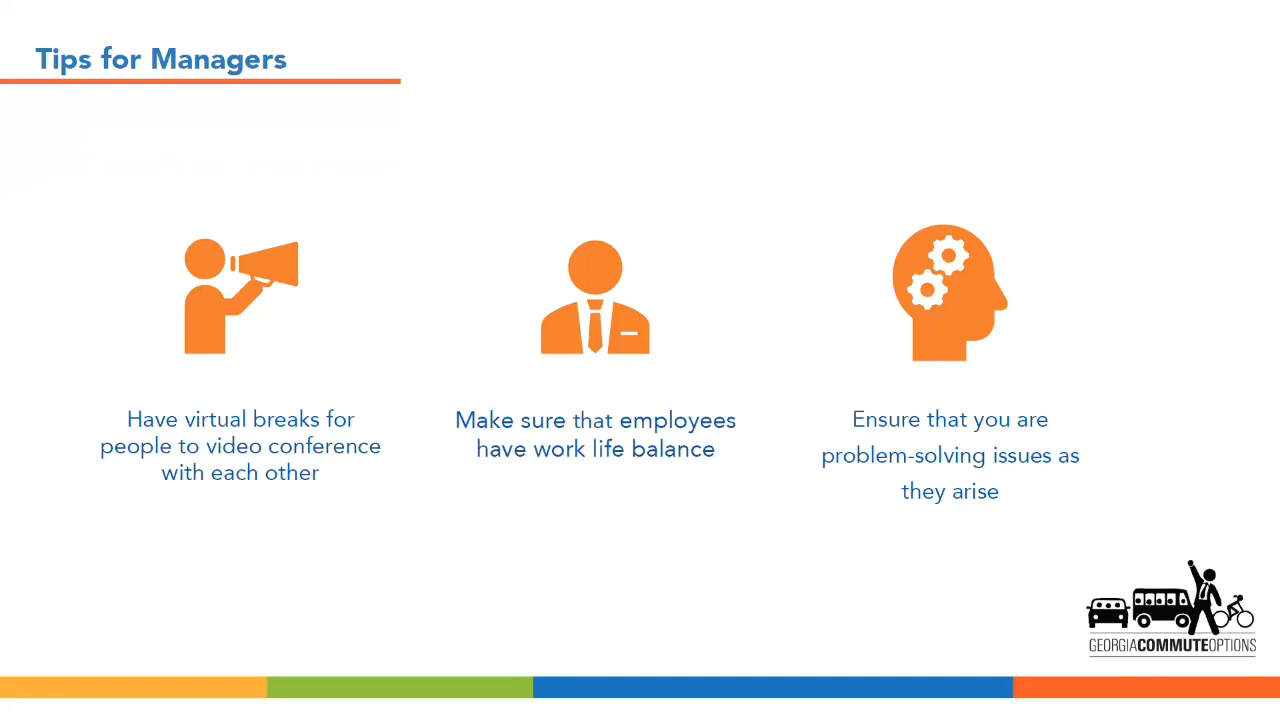 Tips for Managers
Have virtual breaks for
people to video conference
with each other
Make sure that employees
have work life balance
Ensure that you are
problem-solving issues as
they arise
GEORGIACOMMUTEOPTIONS